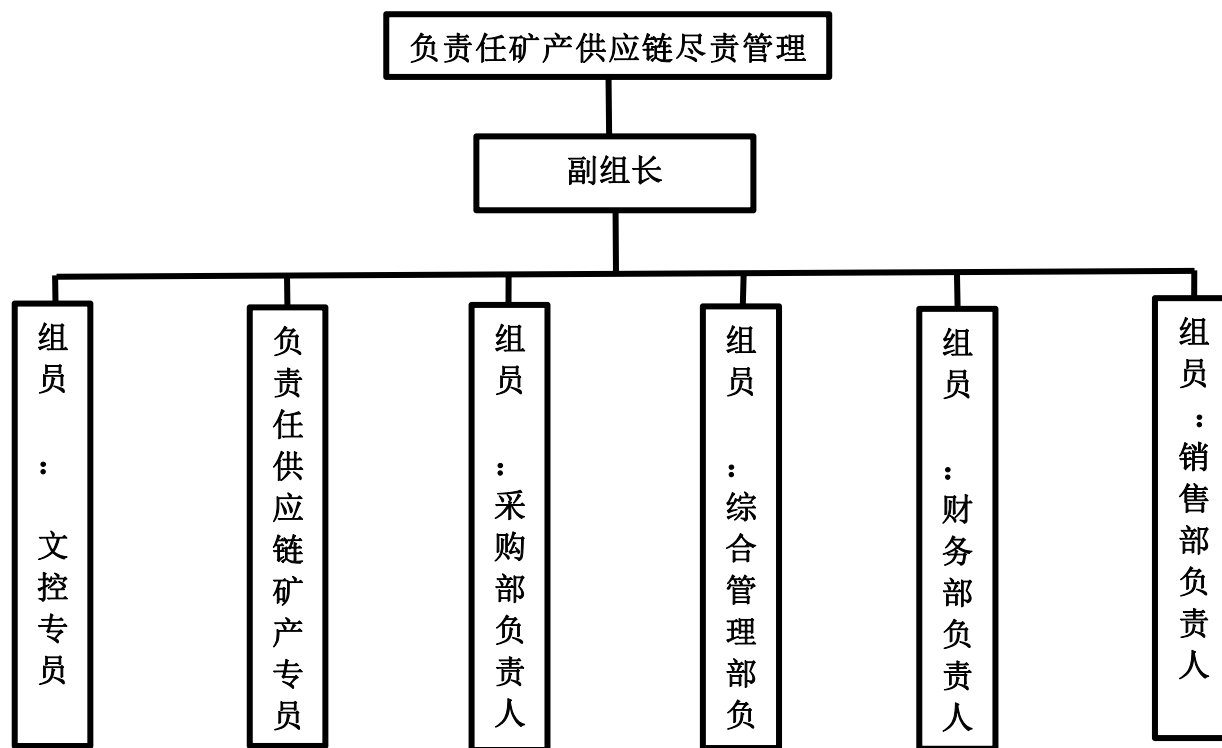 负责任矿产供应链尽责管理
副组长
组员：文控专员
负责任供应链矿产专员
组员：采购部负责人
组员：综合管理部负
组员：财务部负责人
组员：销售部负责人